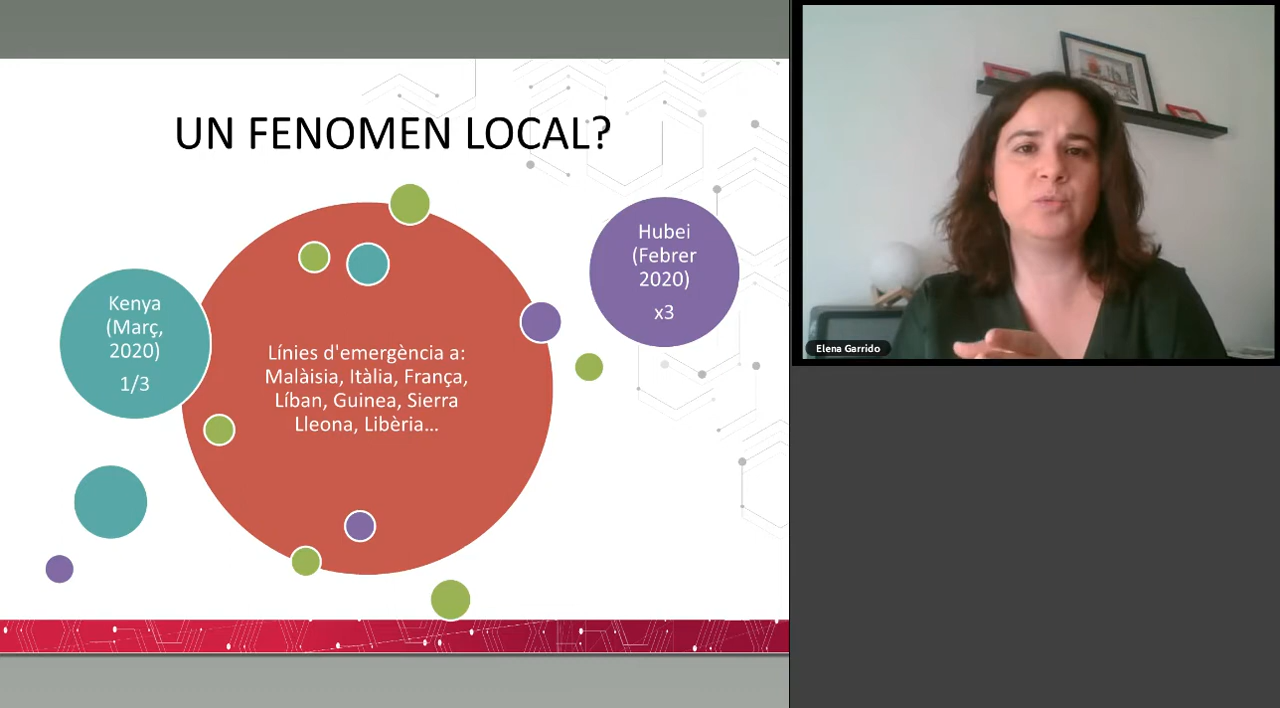 UN FENOMEN LOCAL?
Kenya
(Març,
2020)
1/3
Línies d'emergència a:
Malàisia, Itàlia, França,
Líban, Guinea, Sierra
Lleona, Libèria...
Hubei
(Febrer
2020)
x3
Elena Garrido